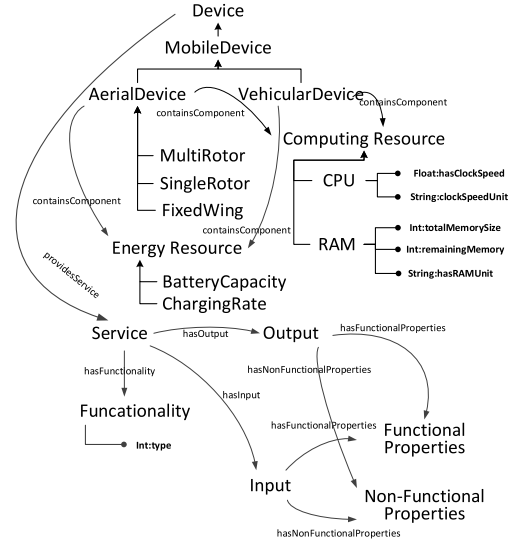 Device
MobileDevice
AerialDevice
VehicularDevice
containsComponent
containsComponent
Computing Resource
MultiRotor
SingleRotor
FixedWing
CPU
Float:hasClockSpeed
String:clockSpeedUnit
containsComponent
containsComponent
RAM
Int:totalMemorySize
Int:remainingMemory
String:hasRAMUnit
Energy Resource
BatteryCapacity
ChargingRate
providesService
Service
hasOutput
Output
hasFunctionalProperties
hasFunctionality
hasNonFunctionalProperties
hasInput
Funcationality
Int:type
hasFunctionalProperties
Functional
Properties
Input
Non-Functional
Properties
hasNonFunctionalProperties